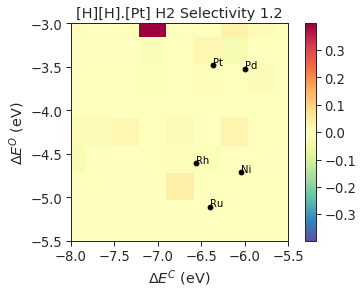 [H][H].[Pt] H2 Selectivity 1.2
−3.0
−3.5
−4.0
−4.5
−5.0
−5.5
ΔE^O (eV)
Pt
Pd
Rh
Ni
Ru
−8.0 −7.5 −7.0 −6.5 −6.0 −5.5
ΔE^C (eV)
0.3
0.2
0.1
0.0
−0.1
−0.2
−0.3